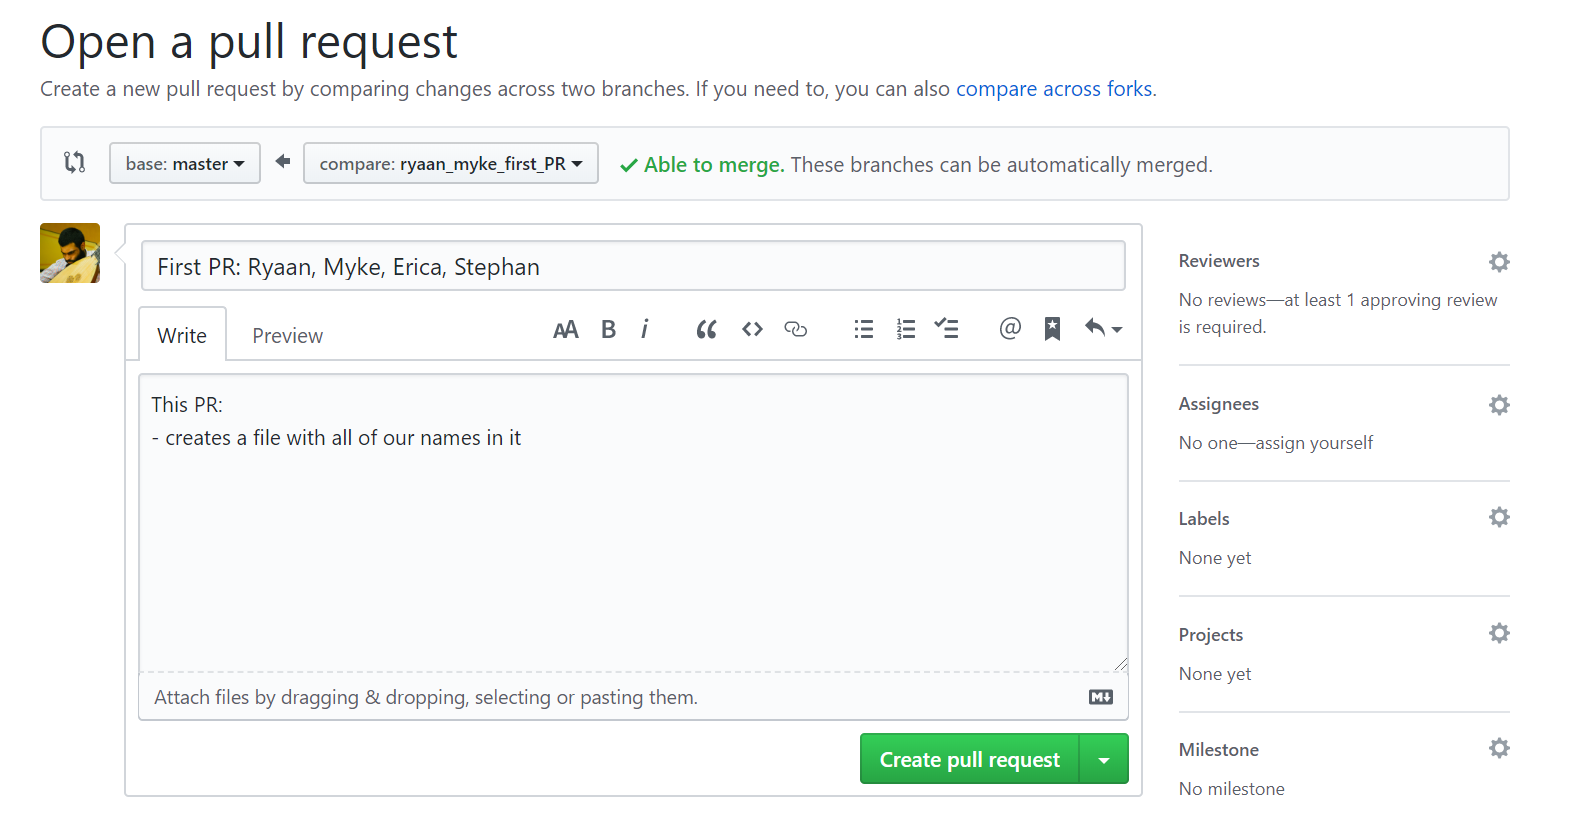 Open a pull request
Create a new pull request by comparing changes across two branches. If you need to, you can also compare across forks.
base: master compare: ryaan_myke_first_PR Able to merge. These branches can be automatically merged.
First PR: Ryaan, Myke, Erica, Stephan
Write Preview AA B i
This PR:
- creates a file with all of our names in it
Attach files by dragging & dropping, selecting or pasting them.
Create pull request
Reviewers
No reviews—at least 1 approving review
is required.
Assignees
No one—assign yourself
Labels
None yet
Projects
None yet
Milestone
No milestone